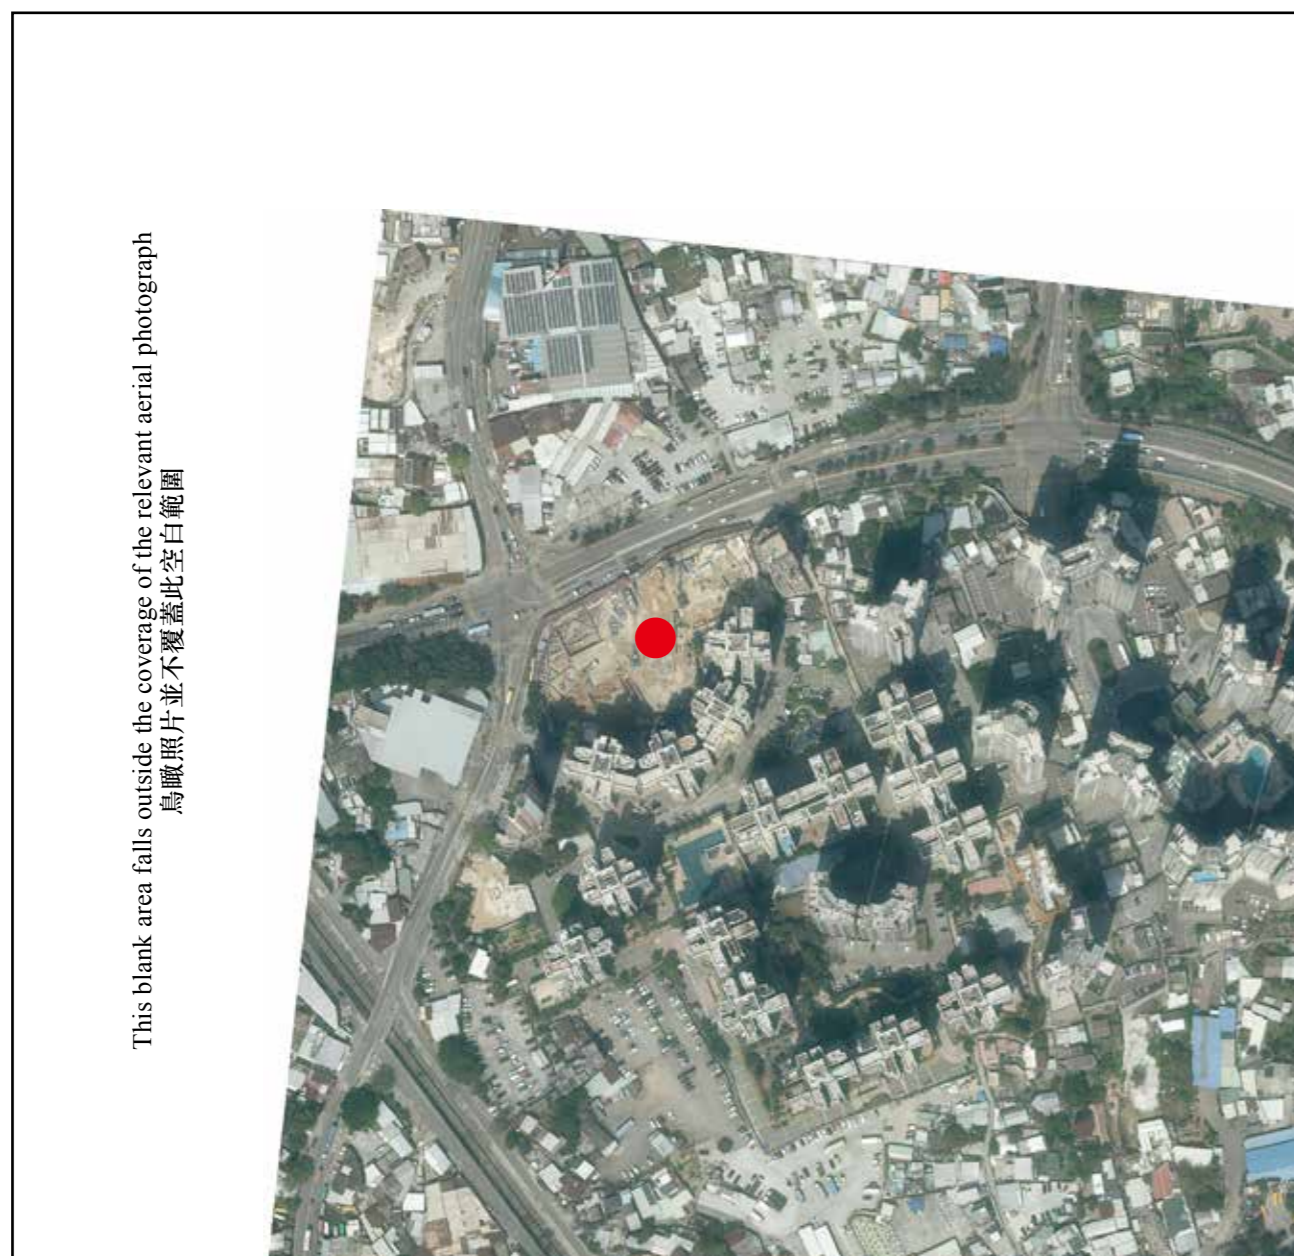 This blank area falls outside the coverage of the relevant aerial photograph
鳥瞰照片並不覆蓋此空白範圍